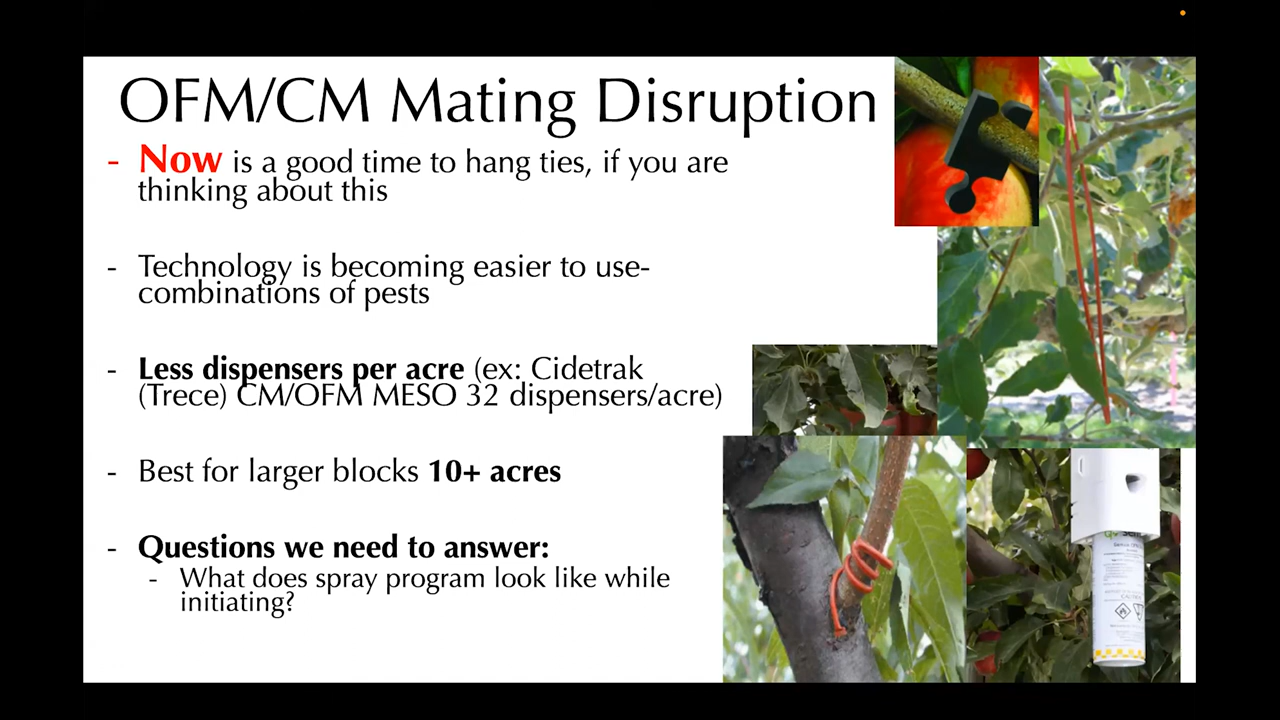 OFM/CM Mating Disruption
- Now is a good time to hang ties, if you are
thinking about this
- Technology is becoming easier to use-
combinations of pests
- Less dispensers per acre (ex: Cidetrak
(Trece) CM/OFM MESO 32 dispensers/acre)
- Best for larger blocks 10+ acres
- Questions we need to answer:
- What does spray program look like while
initiating?